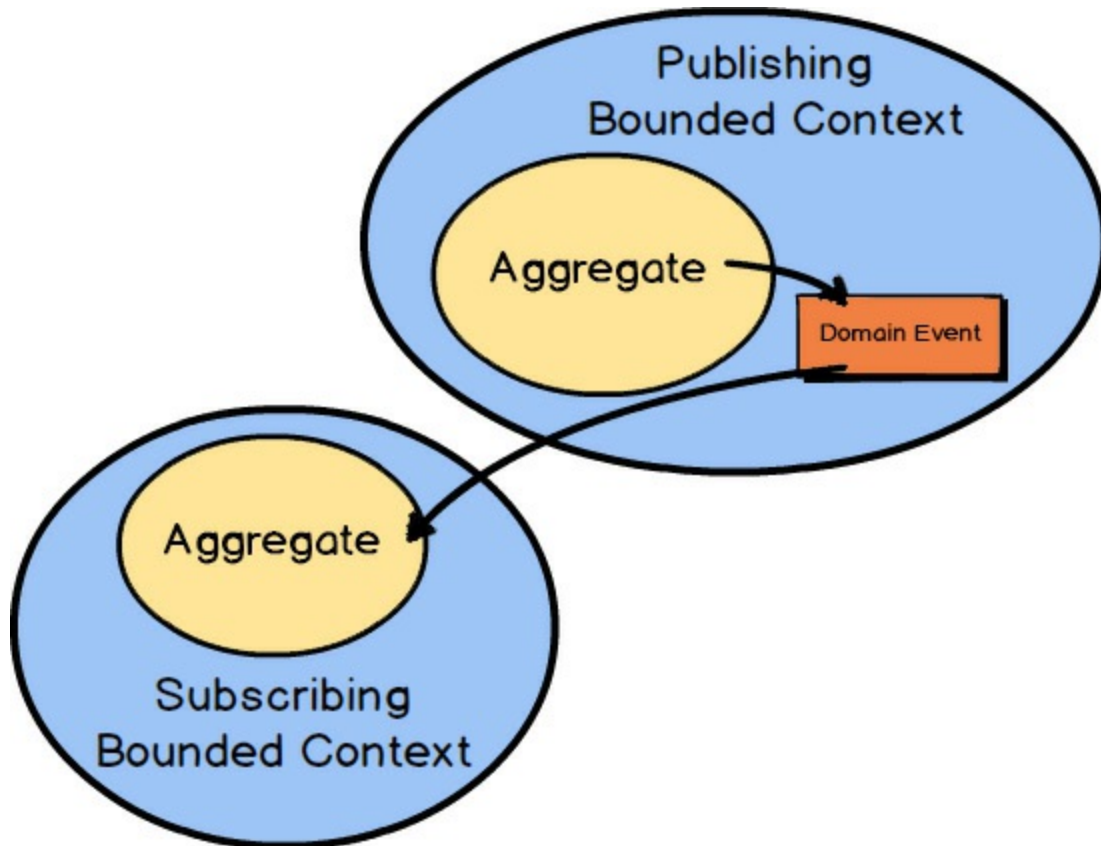 Publishing
Bounded Context
Aggregate
Domain Event
Aggregate
Subscribing
Bounded Context